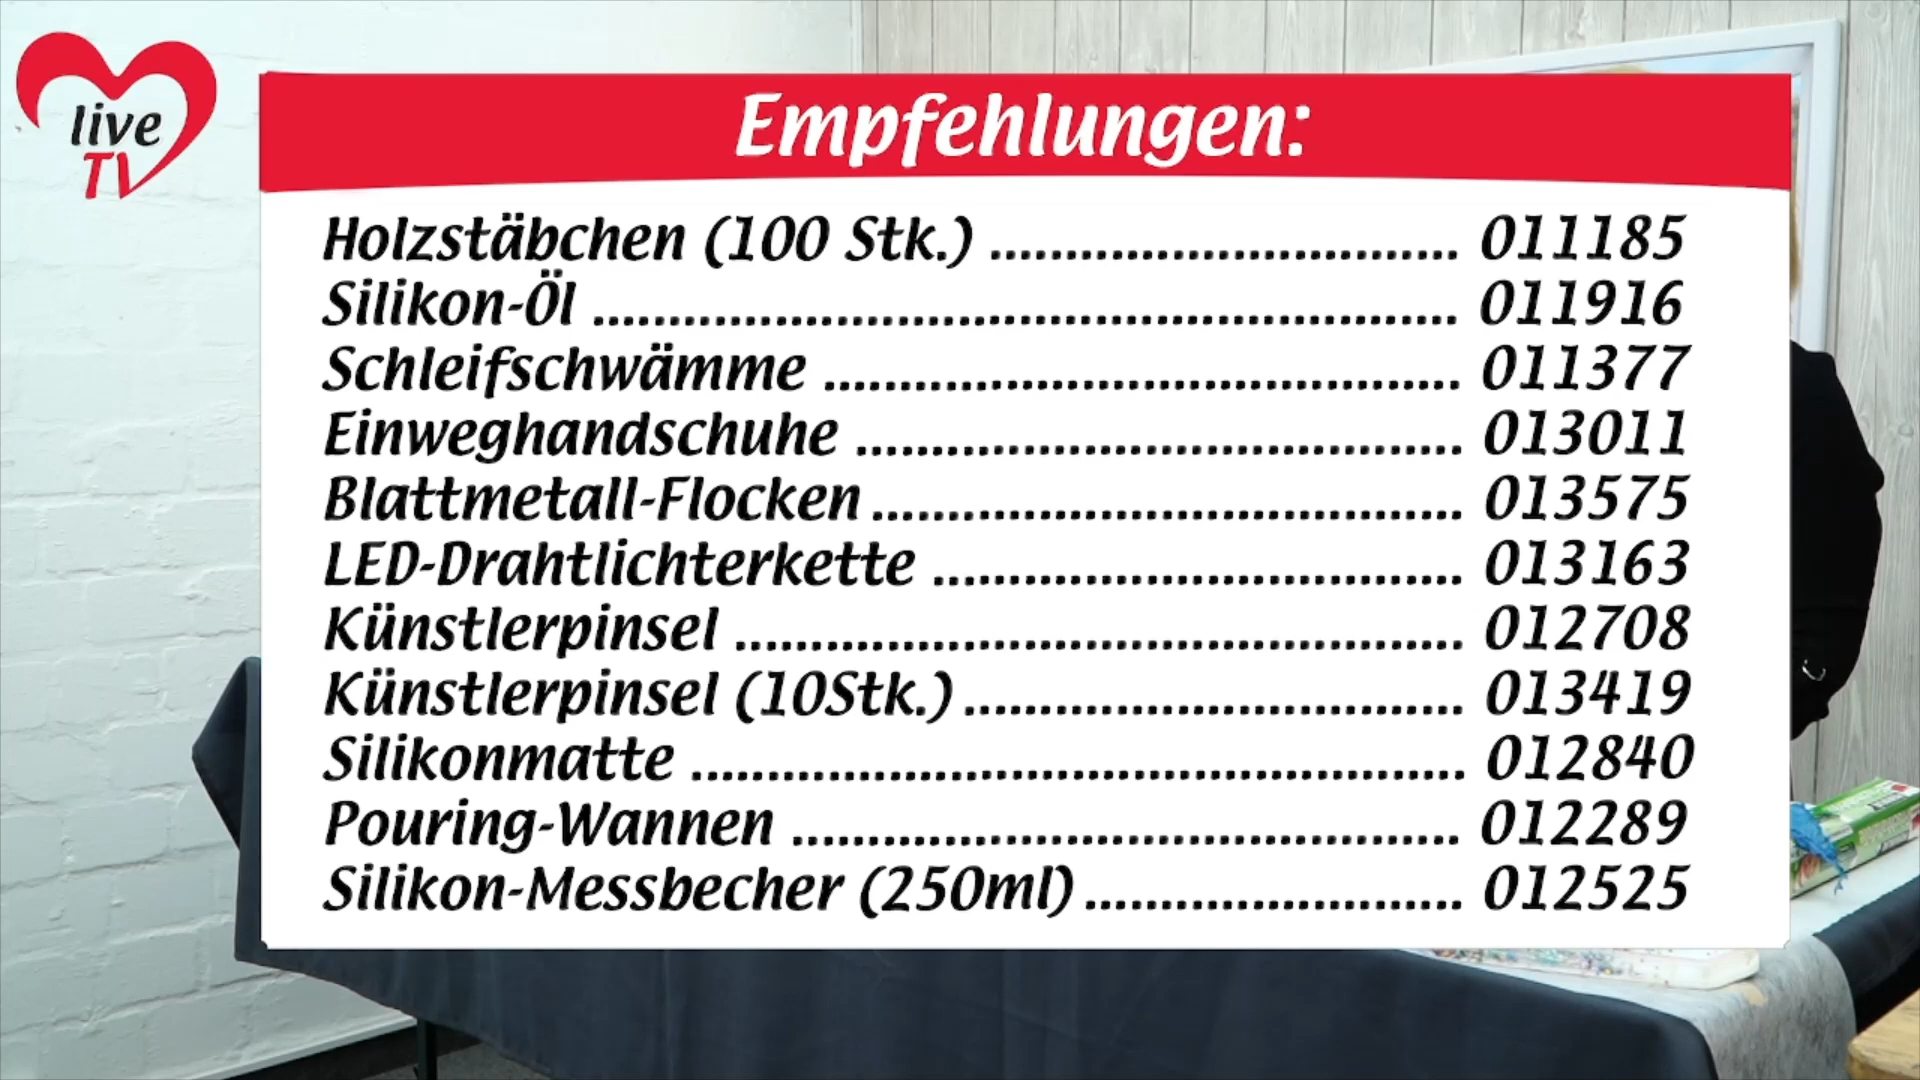 live
TV
Empfehlungen:
Holzstäbchen (100 Stk.) ............................... 011185
Silikon-Öl .......................................................... 011916
Schleifschwämme ........................................... 011377
Einweghandschuhe ......................................... 013011
Blattmetall-Flocken ........................................ 013575
LED-Drahtlichterkette .................................... 013163
Künstlerpinsel ................................................. 012708
Künstlerpinsel (10Stk.) .................................. 013419
Silikonmatte .................................................... 012840
Pouring-Wannen ............................................. 012289
Silikon-Messbecher (250ml) ......................... 012525